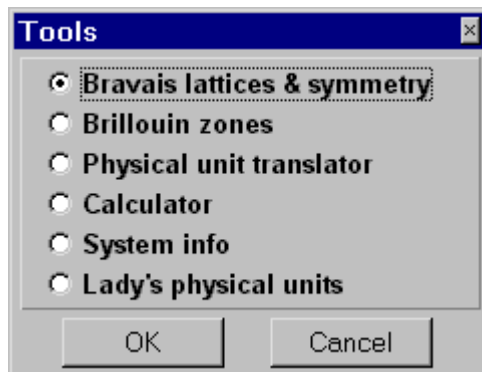 Tools
Bravais lattices & symmetry
Brillouin zones
Physical unit translator
Calculator
System info
Lady's physical units
OK Cancel